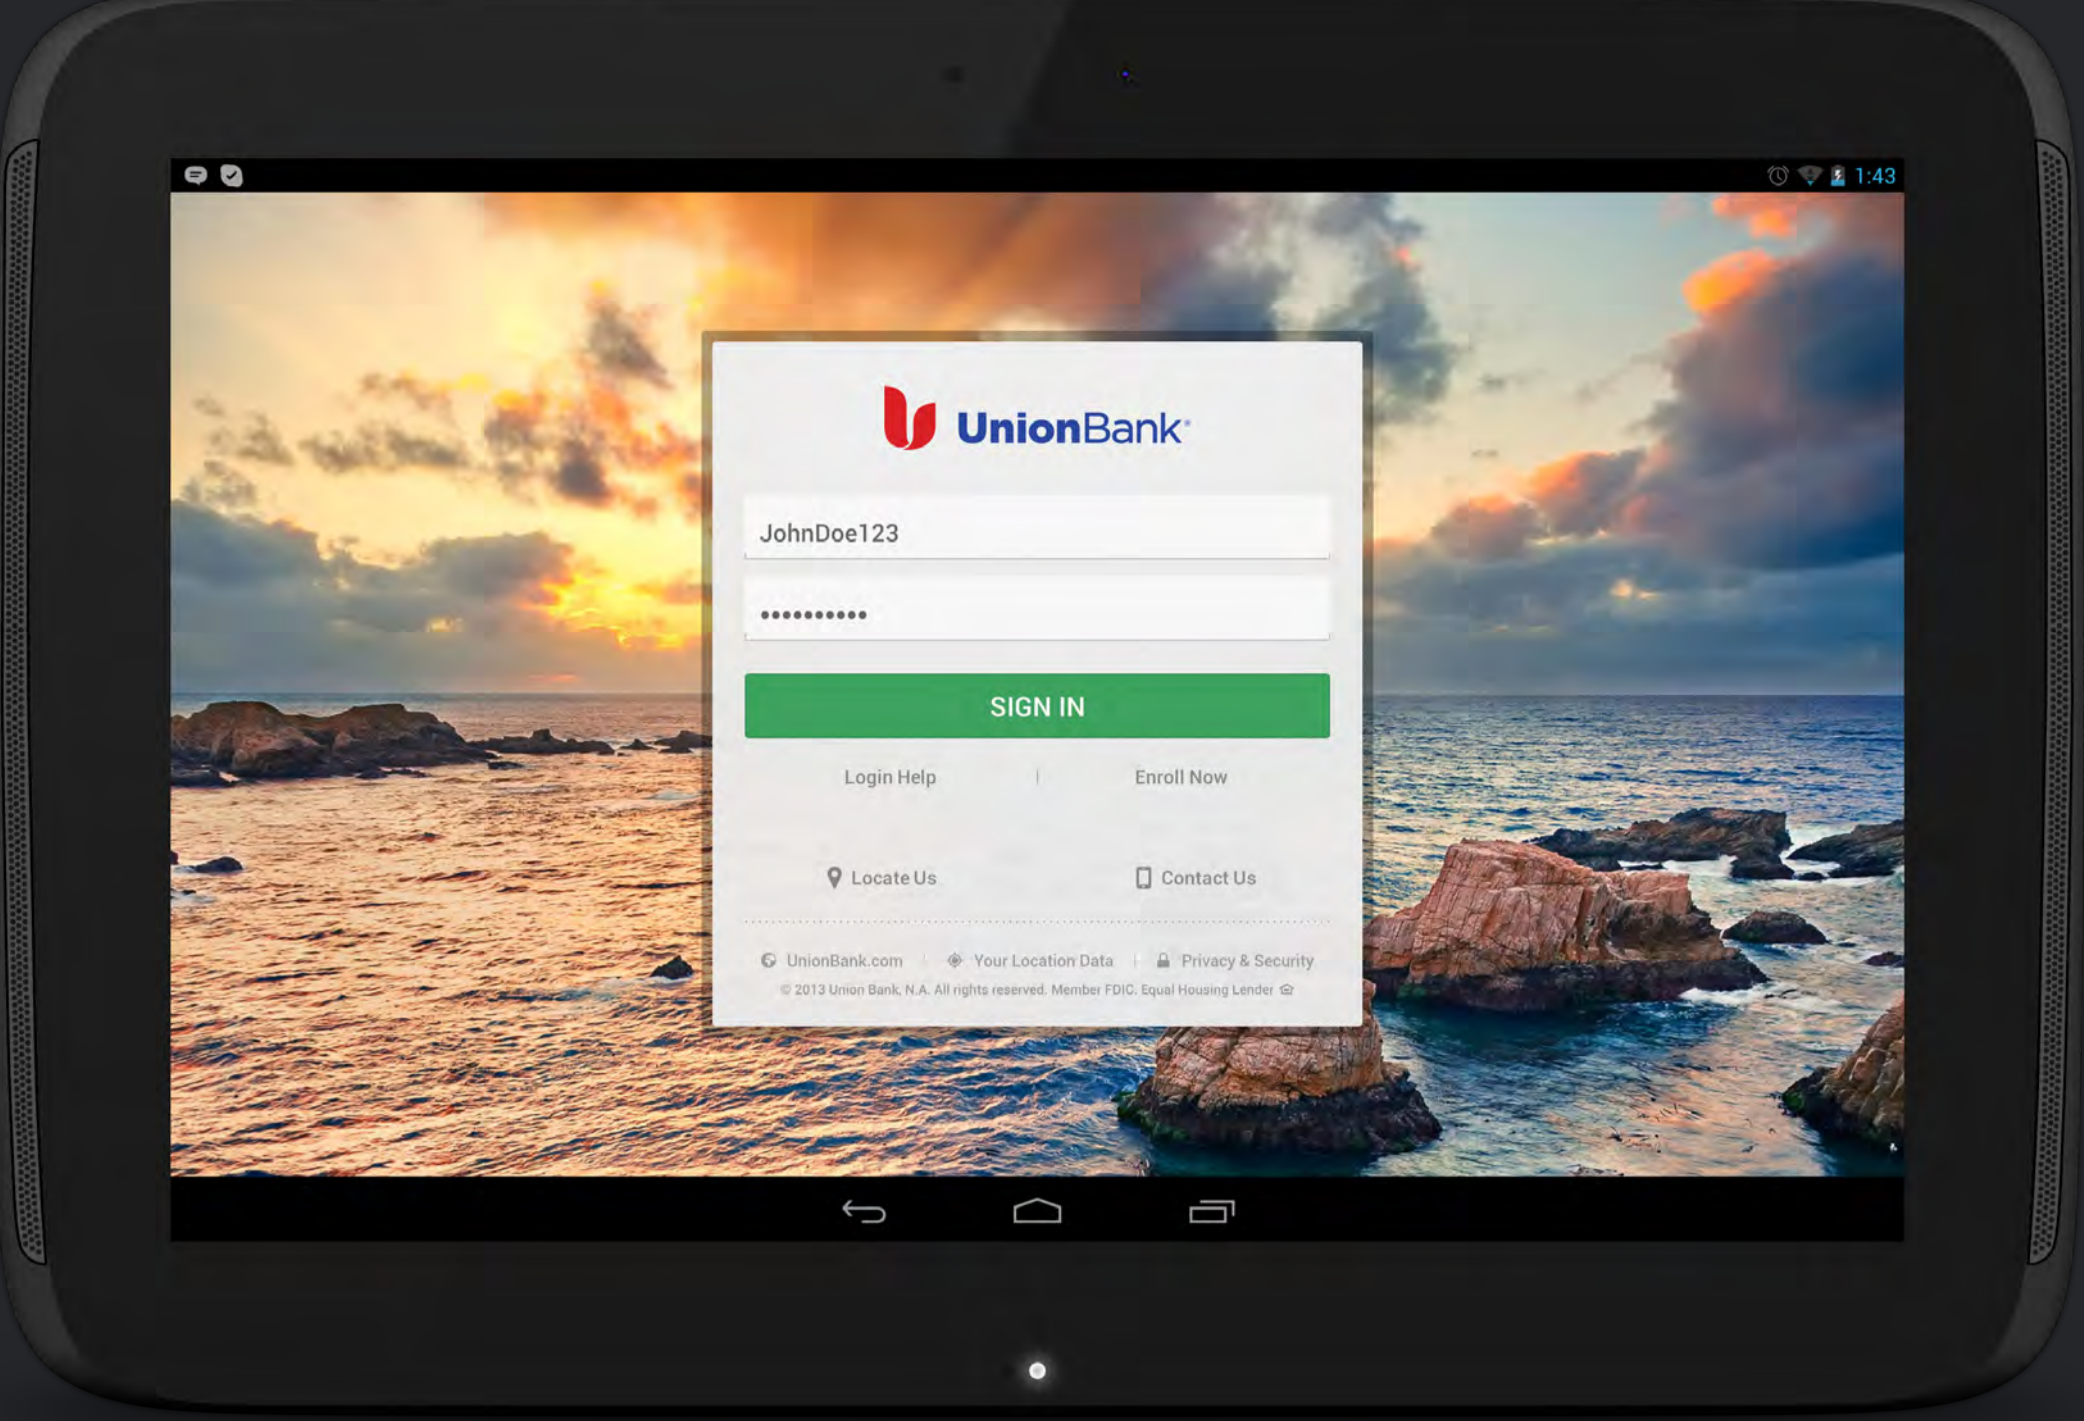 1:43
UnionBank®
JohnDoe123
••••••••••
SIGN IN
Login Help | Enroll Now
Locate Us Contact Us
UnionBank.com | Your Location Data | Privacy & Security
© 2013 Union Bank, N.A. All rights reserved. Member FDIC. Equal Housing Lender